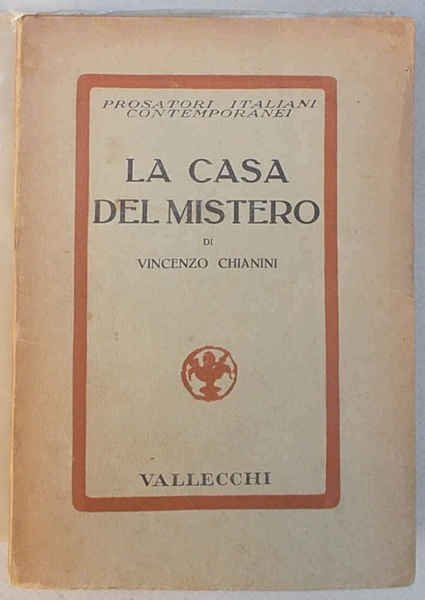 PROSATORI ITALIANI
CONTEMPORANEI
LA CASA
DEL MISTERO
DI
VINCENZO CHIANINI
VALLECCHI